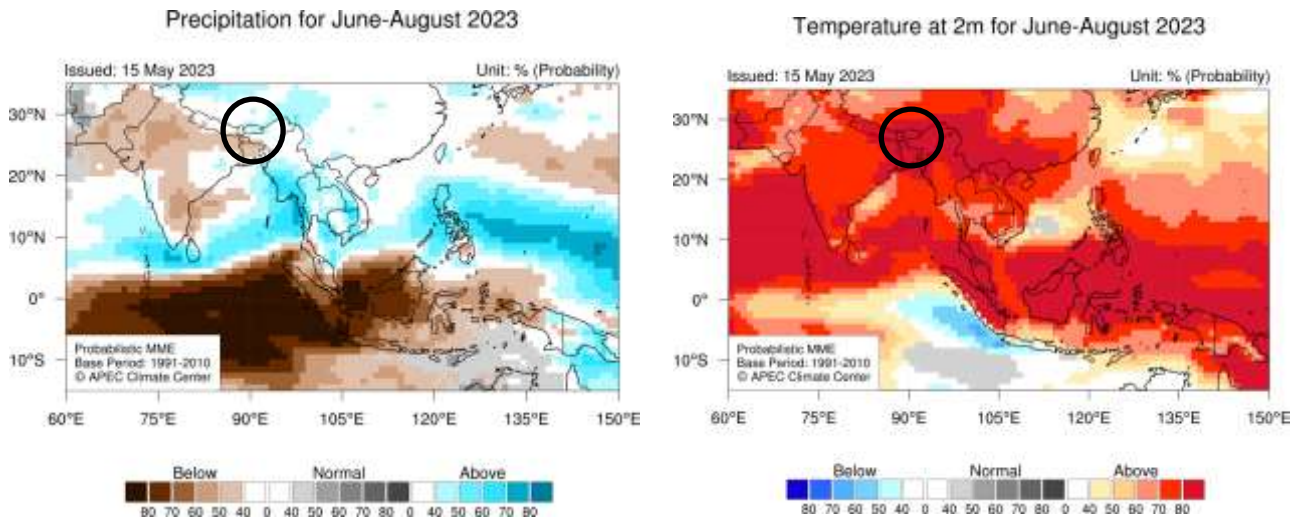 Precipitation for June-August 2023
Issued: 15 May 2023 Unit: % (Probability)
30°N
20°N
10°N
0°
10°S
Probabilistic MME
Base Period: 1991-2010
© APEC Climate Center
60°E 75°E 90°E 105°E 120°E 135°E 150°E
Below Normal Above
80 70 60 50 40 0 40 50 60 70 80 0 40 50 60 70 80
Temperature at 2m for June-August 2023
Issued: 15 May 2023 Unit: % (Probability)
30°N
20°N
10°N
0°
10°S
Probabilistic MME
Base Period: 1991-2010
© APEC Climate Center
60°E 75°E 90°E 105°E 120°E 135°E 150°E
Below Normal Above
80 70 60 50 40 0 40 50 60 70 80 0 40 50 60 70 80